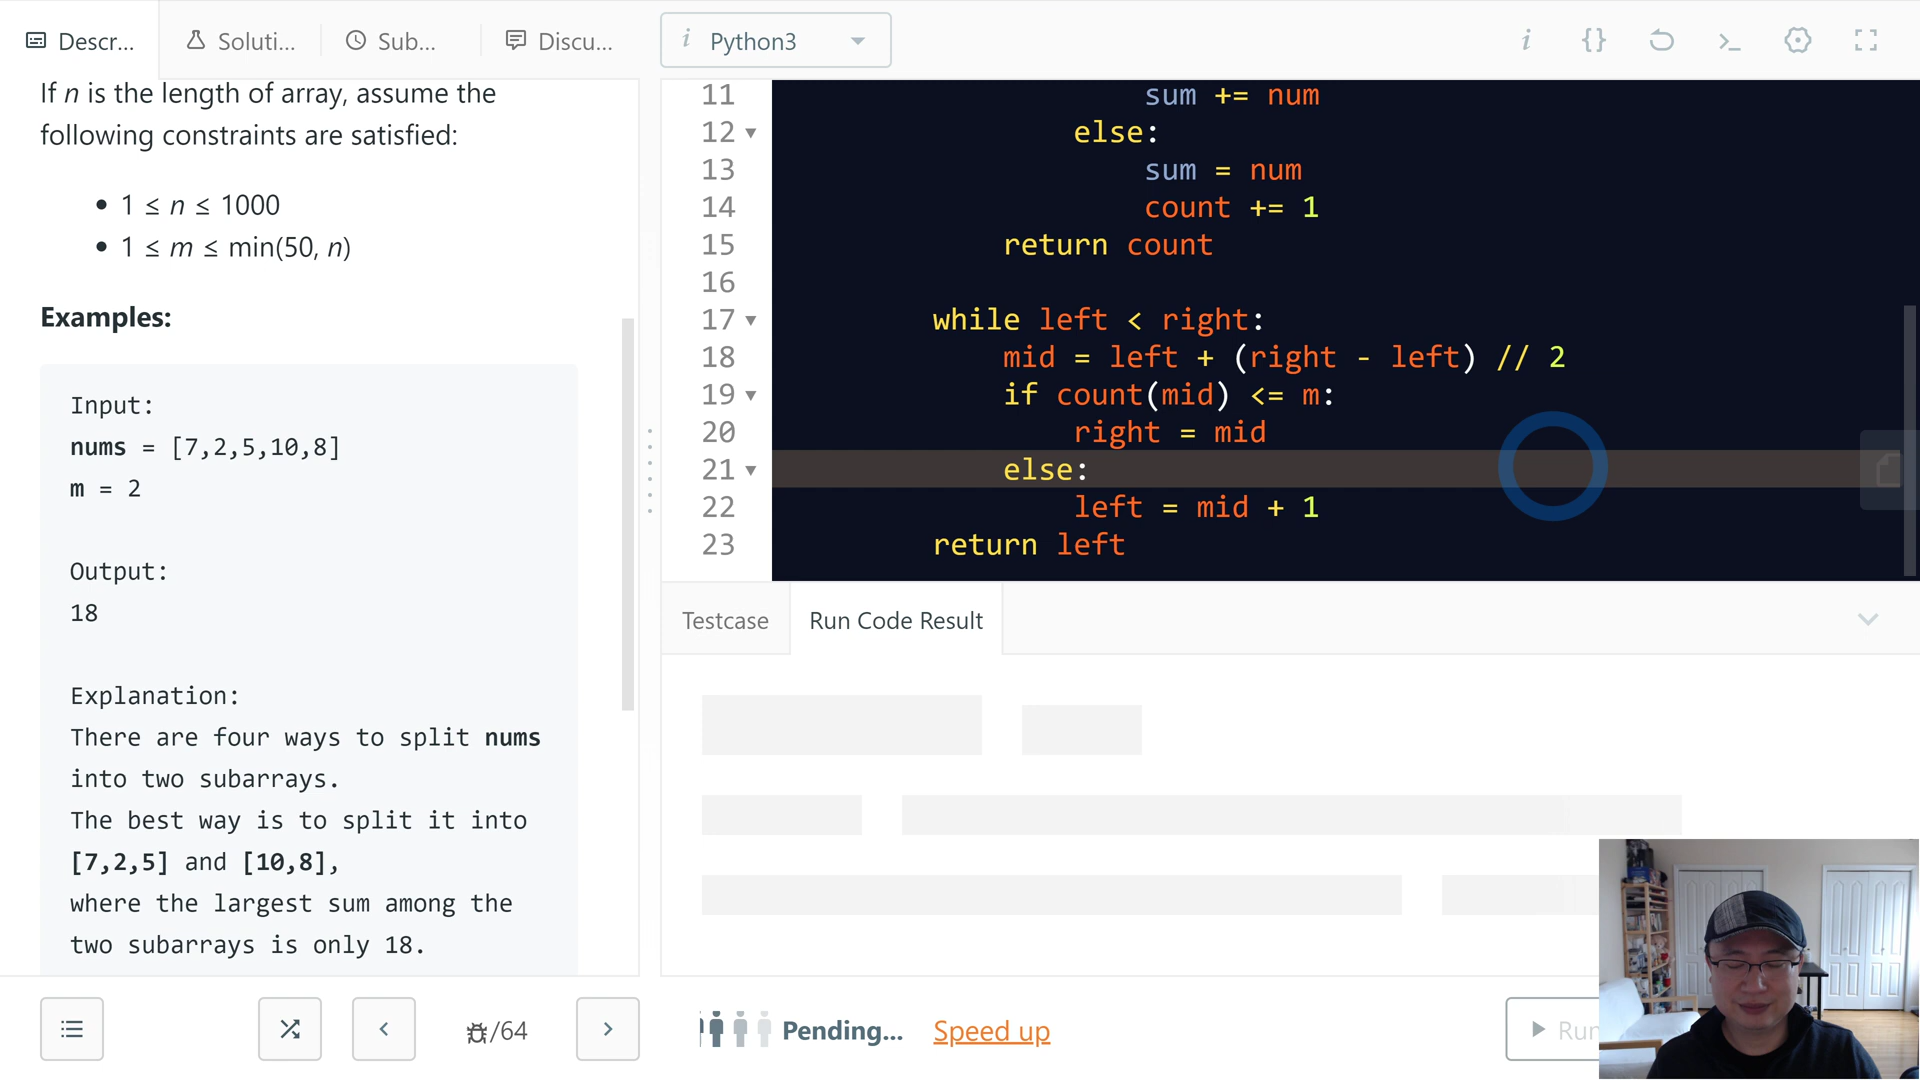 Descr...
Soluti...
Sub...
Discu...
i Python3
i {} >_
If n is the length of array, assume the
following constraints are satisfied:
• 1 ≤ n ≤ 1000
• 1 ≤ m ≤ min(50, n)
Examples:
Input:
nums = [7,2,5,10,8]
m = 2
Output:
18
Explanation:
There are four ways to split nums
into two subarrays.
The best way is to split it into
[7,2,5] and [10,8],
where the largest sum among the
two subarrays is only 18.
/64
11 sum += num
12 else:
13 sum = num
14 count += 1
15 return count
16
17 while left < right:
18 mid = left + (right - left) // 2
19 if count(mid) <= m:
20 right = mid
21 else:
22 left = mid + 1
23 return left
Testcase
Run Code Result
Pending...
Speed up
Run